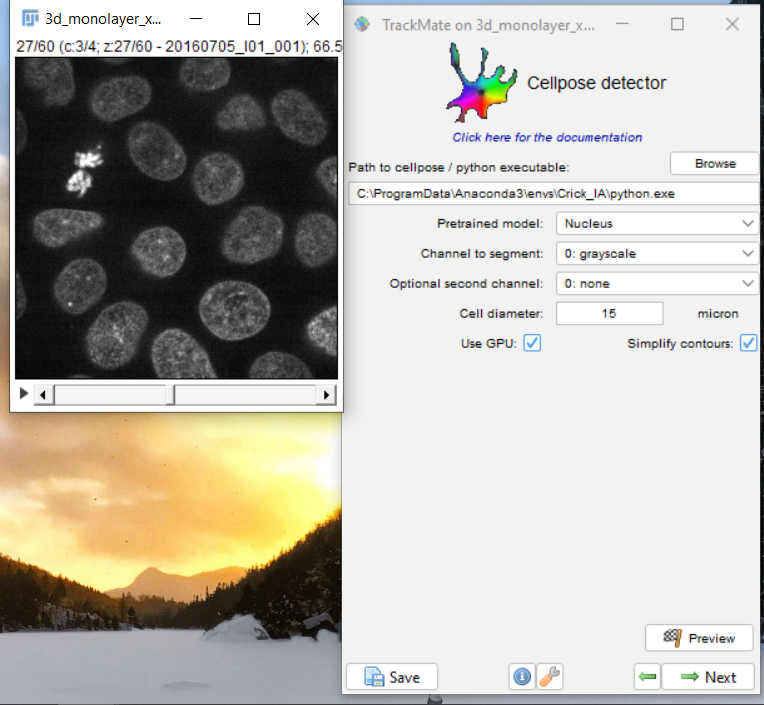 3d_monolayer_x...
27/60 (c:3/4; z:27/60 - 20160705_I01_001); 66.5
TrackMate on 3d_monolayer_xy...
Cellpose detector
Click here for the documentation
Path to cellpose / python executable:
Browse
C:\ProgramData\Anaconda3\envs\Crick_IA\python.exe
Pretrained model: Nucleus
Channel to segment: 0: grayscale
Optional second channel: 0: none
Cell diameter: 15 micron
Use GPU: Simplify contours:
Preview
Save Next